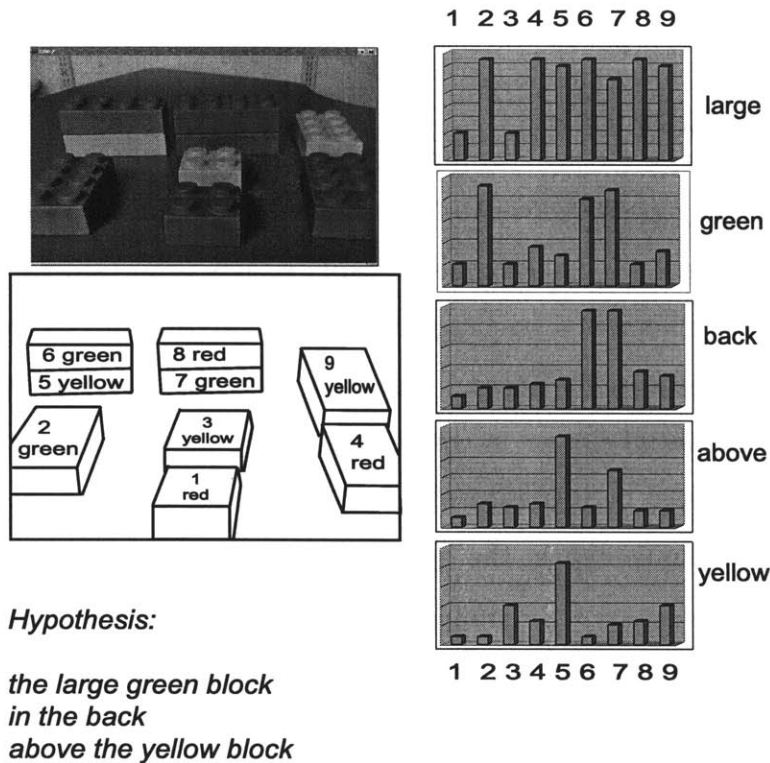 1 2 3 4 5 6 7 8 9
large
green
back
above
yellow
1 2 3 4 5 6 7 8 9
6 green
5 yellow
8 red
7 green
9
yellow
2
green
3
yellow
4
red
1
red
Hypothesis:
the large green block
in the back
above the yellow block